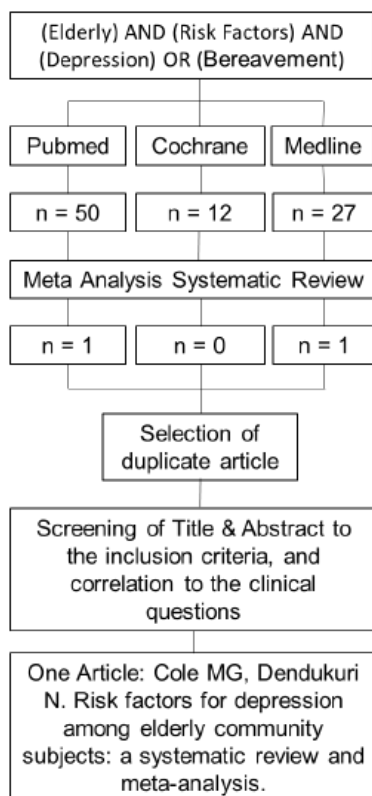 (Elderly) AND (Risk Factors) AND
(Depression) OR (Bereavement)
Pubmed
Cochrane
Medline
n = 50
n = 12
n = 27
Meta Analysis Systematic Review
n = 1
n = 0
n = 1
Selection of
duplicate article
Screening of Title & Abstract to
the inclusion criteria, and
correlation to the clinical
questions
One Article: Cole MG, Dendukuri
N. Risk factors for depression
among elderly community
subjects: a systematic review and
meta-analysis.